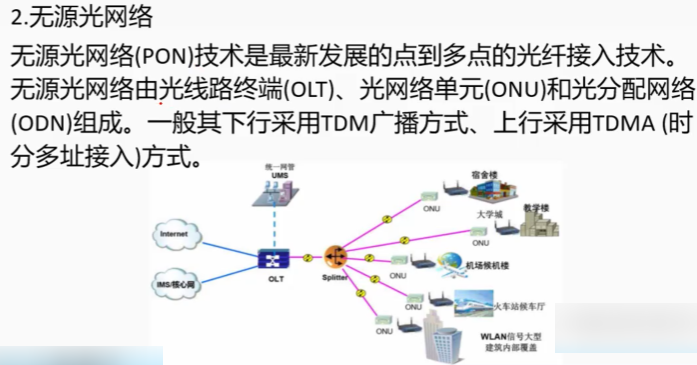 2.无源光网络
无源光网络(PON)技术是最新发展的点到多点的光纤接入技术。
无源光网络由光线路终端(OLT)、光网络单元(ONU)和光分配网络
(ODN)组成。一般其下行采用TDM广播方式、上行采用TDMA (时
分多址接入)方式。
统一网管
UMS
宿舍楼
ONU
大学城
教学楼
Internet
ONU
机场候机楼
OLT
Splitter
ONU
IMS/核心网
ONU
火车站候车厅
ONU
WLAN信号大型
建筑内部覆盖